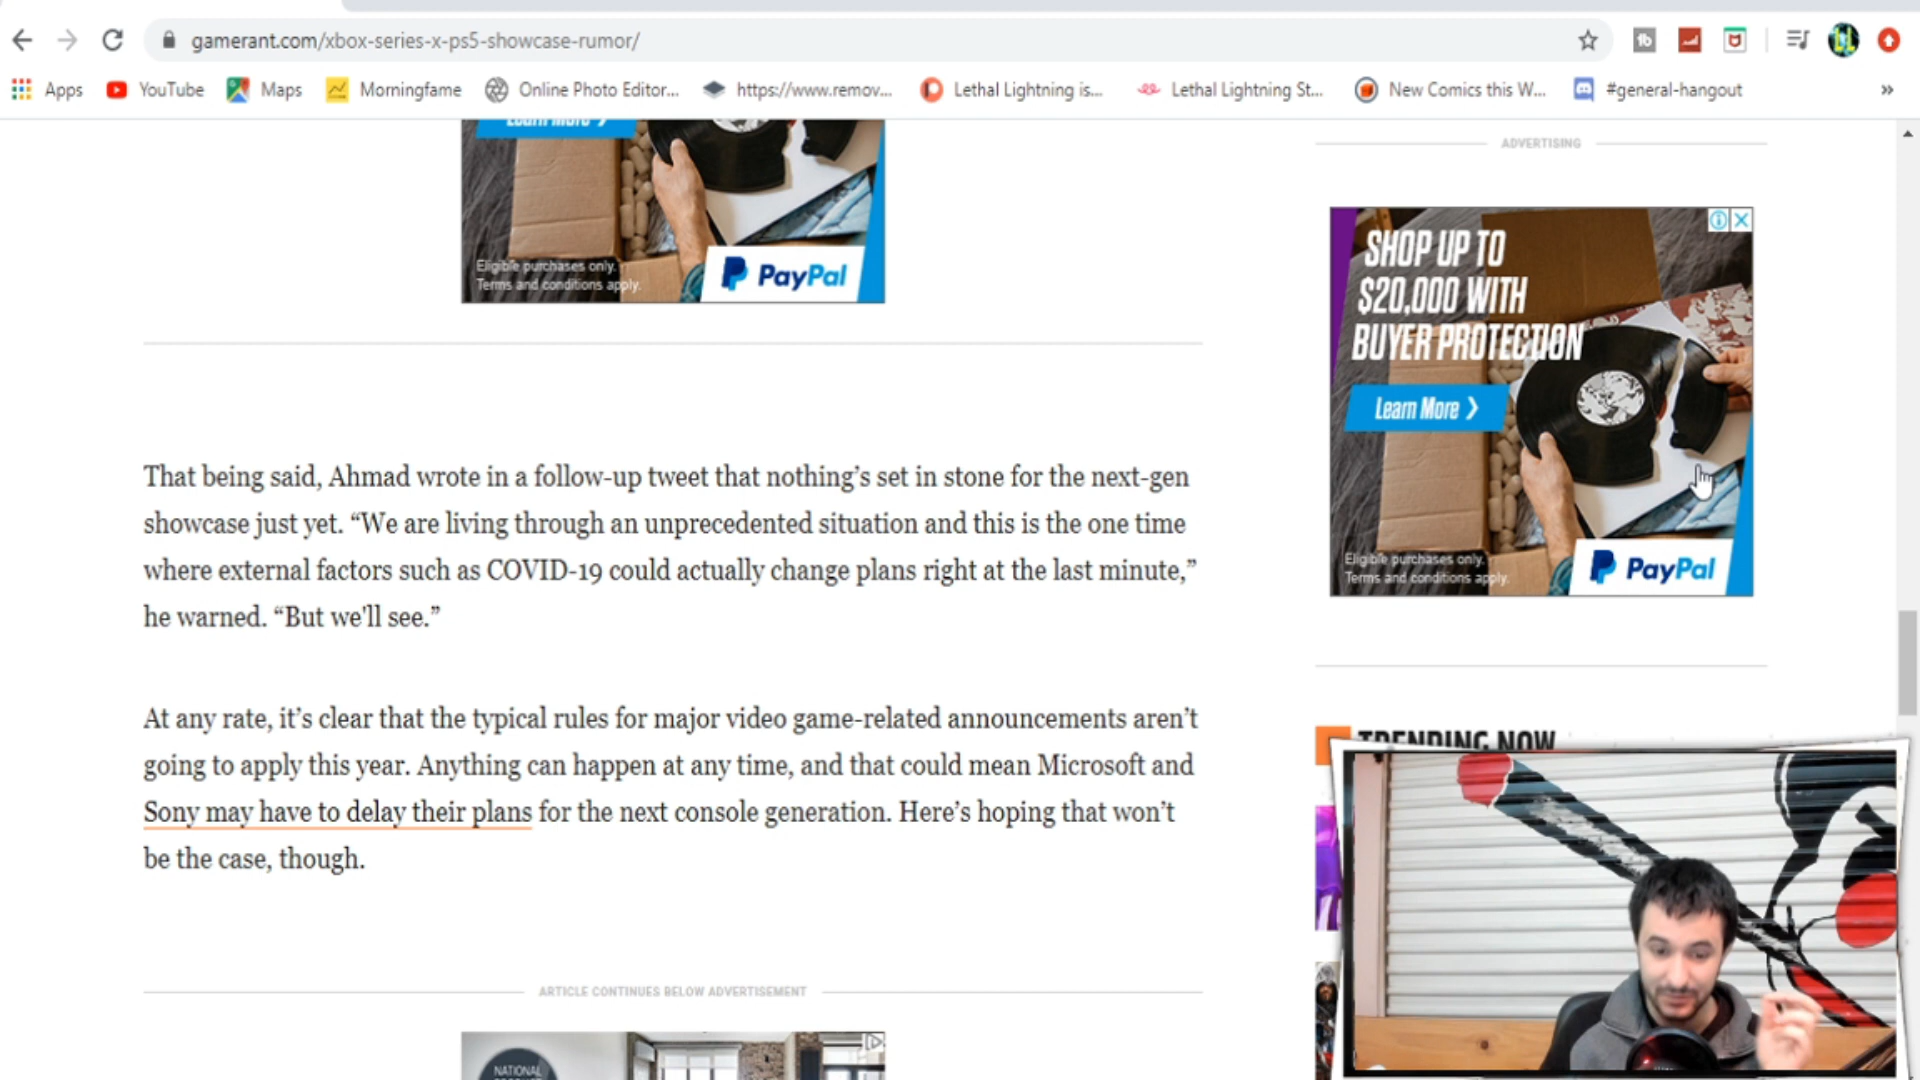 gamerant.com/xbox-series-x-ps5-showcase-rumor/
Apps
YouTube
Maps
Morningfame
Online Photo Editor...
https://www.remov...
Lethal Lightning is...
Lethal Lightning St...
New Comics this W...
#general-hangout
»
Learn More
Eligible purchases only.
Terms and conditions apply.
PayPal
That being said, Ahmad wrote in a follow-up tweet that nothing’s set in stone for the next-gen
showcase just yet. “We are living through an unprecedented situation and this is the one time
where external factors such as COVID-19 could actually change plans right at the last minute,”
he warned. “But we'll see.”
At any rate, it’s clear that the typical rules for major video game-related announcements aren’t
going to apply this year. Anything can happen at any time, and that could mean Microsoft and
Sony may have to delay their plans for the next console generation. Here’s hoping that won’t
be the case, though.
ARTICLE CONTINUES BELOW ADVERTISEMENT
NATIONAL
ADVERTISING
SHOP UP TO
$20,000 WITH
BUYER PROTECTION
Learn More
Eligible purchases only.
Terms and conditions apply.
PayPal
TRENDING NOW